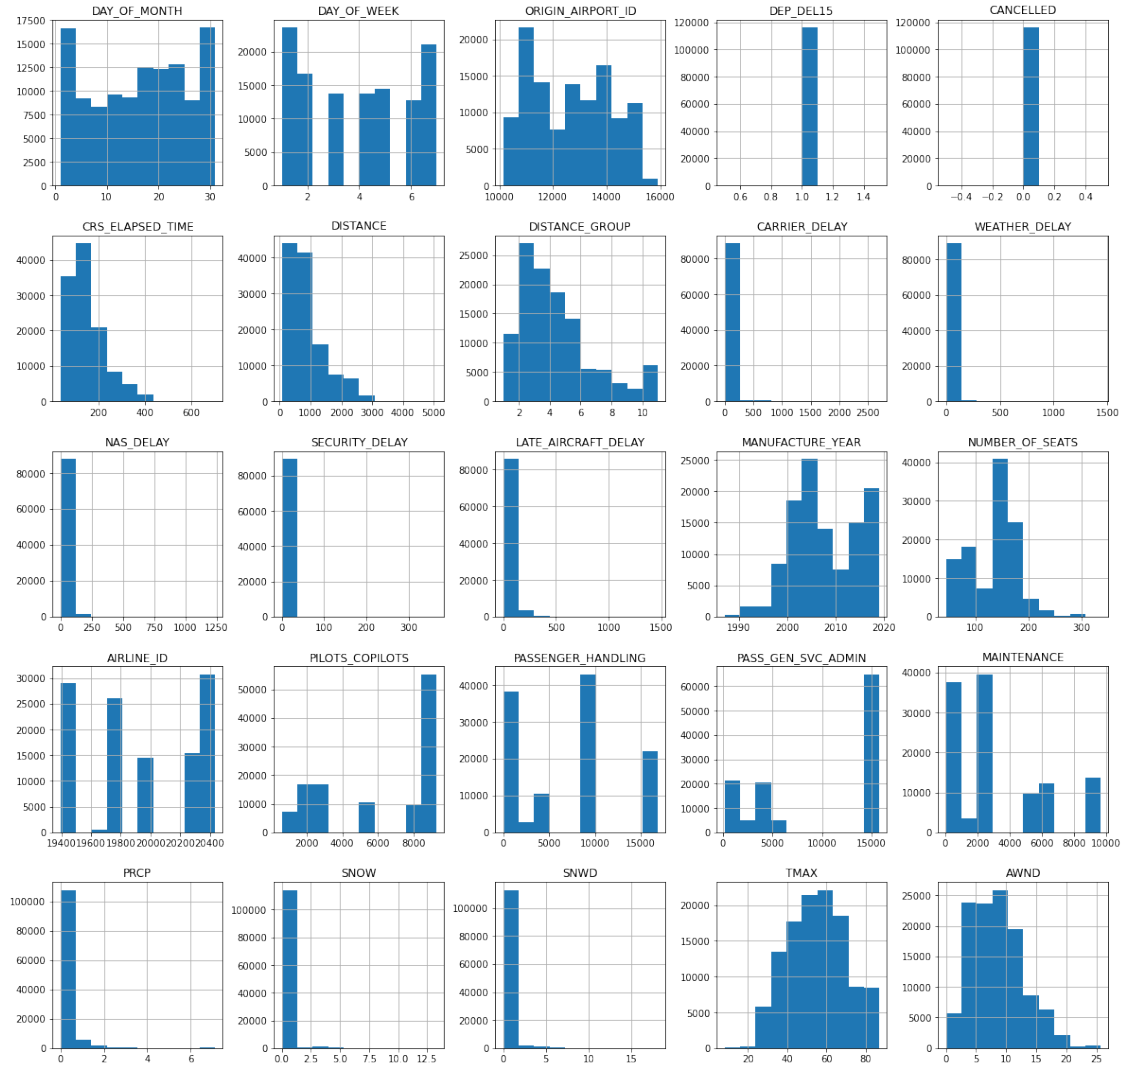 DAY_OF_MONTH
17500
15000
12500
10000
7500
5000
2500
0
0 10 20 30
DAY_OF_WEEK
20000
15000
10000
5000
0
2 4 6
ORIGIN_AIRPORT_ID
20000
15000
10000
5000
0
10000 12000 14000 16000
DEP_DEL15
120000
100000
80000
60000
40000
20000
0
0.6 0.8 1.0 1.2 1.4
CANCELLED
120000
100000
80000
60000
40000
20000
0
−0.4 −0.2 0.0 0.2 0.4
CRS_ELAPSED_TIME
40000
30000
20000
10000
0
200 400 600
DISTANCE
40000
30000
20000
10000
0
0 1000 2000 3000 4000 5000
DISTANCE_GROUP
25000
20000
15000
10000
5000
0
2 4 6 8 10
CARRIER_DELAY
80000
60000
40000
20000
0
0 500 1000 1500 2000 2500
WEATHER_DELAY
80000
60000
40000
20000
0
0 500 1000 1500
NAS_DELAY
80000
60000
40000
20000
0
0 250 500 750 1000 1250
SECURITY_DELAY
80000
60000
40000
20000
0
0 100 200 300
LATE_AIRCRAFT_DELAY
80000
60000
40000
20000
0
0 500 1000 1500
MANUFACTURE_YEAR
25000
20000
15000
10000
5000
0
1990 2000 2010 2020
NUMBER_OF_SEATS
40000
30000
20000
10000
0
100 200 300
AIRLINE_ID
30000
25000
20000
15000
10000
5000
0
19400 19600 19800 20000 20200 20400
PILOTS_COPILOTS
50000
40000
30000
20000
10000
0
2000 4000 6000 8000
PASSENGER_HANDLING
40000
30000
20000
10000
0
0 5000 10000 15000
PASS_GEN_SVC_ADMIN
60000
50000
40000
30000
20000
10000
0
0 5000 10000 15000
MAINTENANCE
40000
30000
20000
10000
0
0 2000 4000 6000 8000 10000
PRCP
100000
80000
60000
40000
20000
0
0 2 4 6
SNOW
100000
80000
60000
40000
20000
0
0.0 2.5 5.0 7.5 10.0 12.5
SNWD
100000
80000
60000
40000
20000
0
0 5 10 15
TMAX
20000
15000
10000
5000
0
20 40 60 80
AWND
25000
20000
15000
10000
5000
0
0 5 10 15 20 25